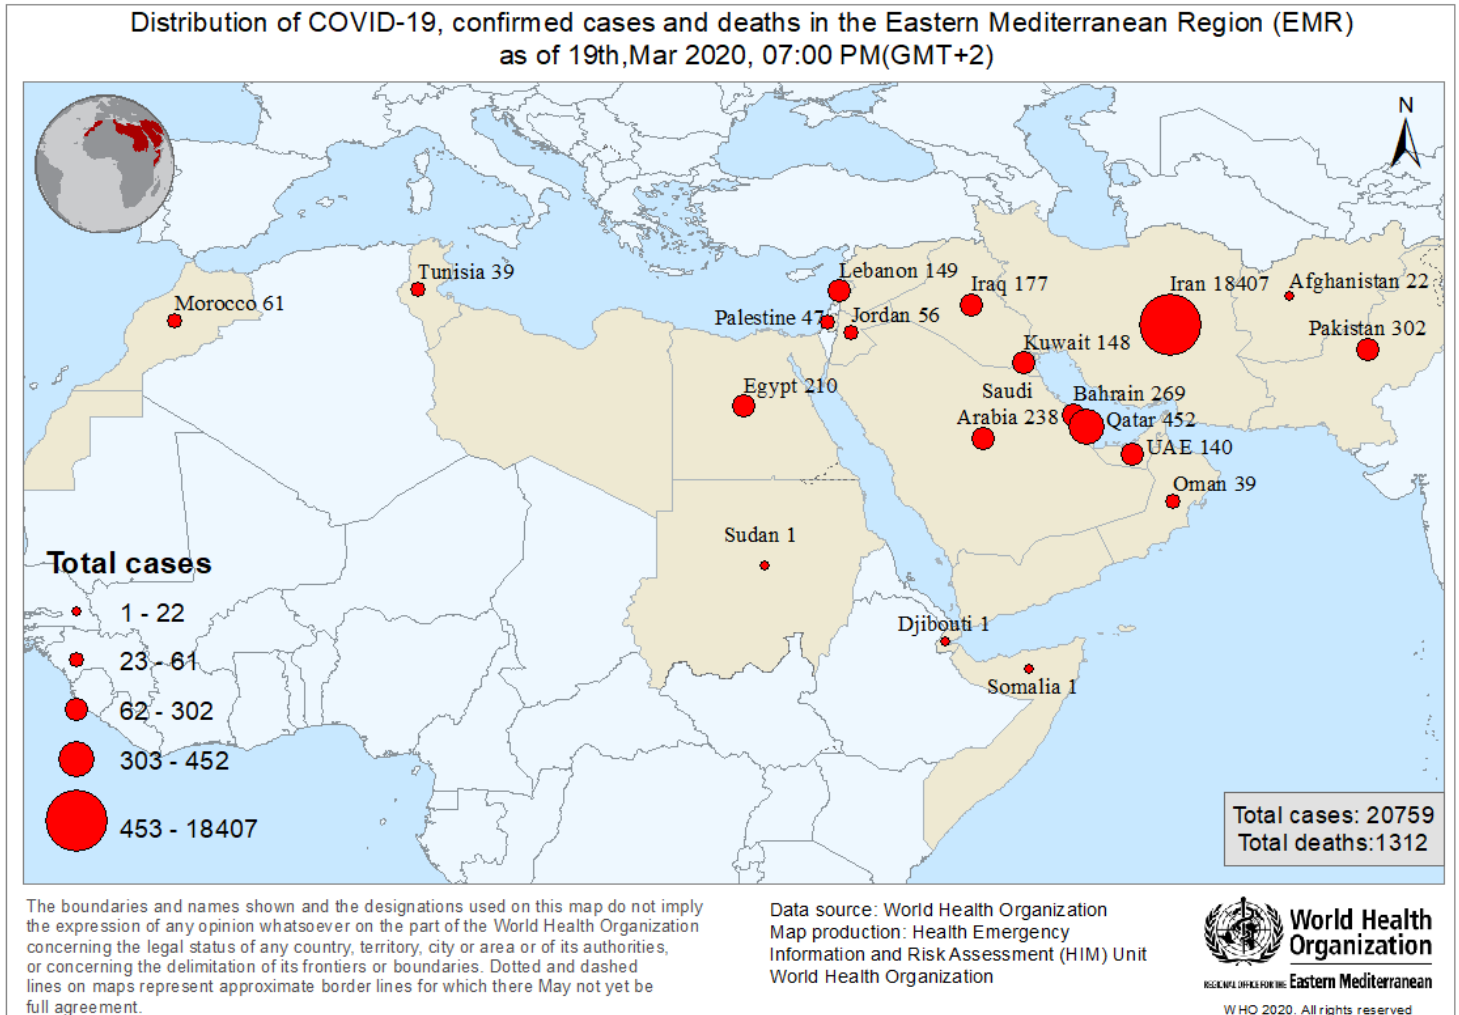 Distribution of COVID-19, confirmed cases and deaths in the Eastern Mediterranean Region (EMR)
as of 19th,Mar 2020, 07:00 PM(GMT+2)
N
Tunisia 39
Morocco 61
Lebanon 149
Iraq 177
Iran 18407
Afghanistan 22
Palestine 47
Jordan 56
Pakistan 302
Kuwait 148
Egypt 210
Saudi
Arabia 238
Bahrain 269
Qatar 452
UAE 140
Oman 39
Sudan 1
Djibouti 1
Somalia 1
Total cases
1 - 22
23 - 61
62 - 302
303 - 452
453 - 18407
Total cases: 20759
Total deaths:1312
The boundaries and names shown and the designations used on this map do not imply
the expression of any opinion whatsoever on the part of the World Health Organization
concerning the legal status of any country, territory, city or area or of its authorities,
or concerning the delimitation of its frontiers or boundaries. Dotted and dashed
lines on maps represent approximate border lines for which there May not yet be
full agreement.
Data source: World Health Organization
Map production: Health Emergency
Information and Risk Assessment (HIM) Unit
World Health Organization
World Health
Organization
REGIONAL OFFICE FOR THE Eastern Mediterranean
WHO 2020. All rights reserved